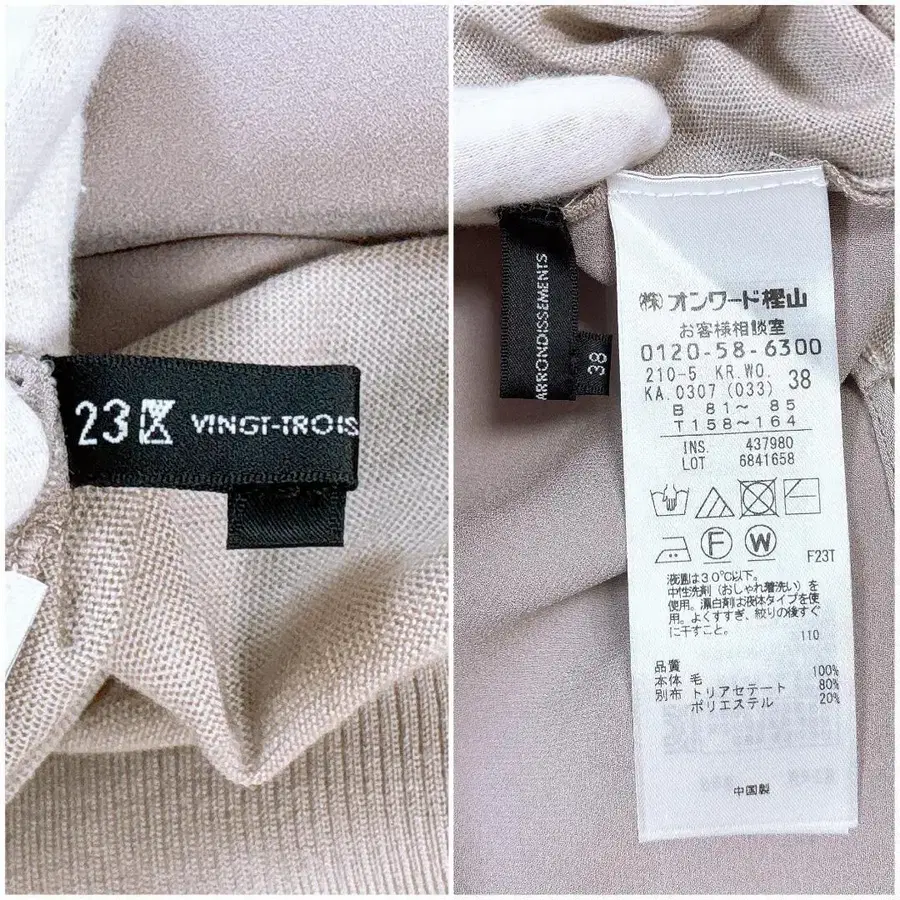 23区 VINGT-TROIS
ARRONDISSEMENTS
38
㈱オンワード樫山
お客様相談室
0120-58-6300
210-5 KR.WO.
KA.0307 (033) 38
B 81~ 85
T158~164
INS. 437980
LOT 6841658
F W
F23T
液温は30℃以下。
中性洗剤(おしゃれ着洗い)を
使用。漂白剤は液体タイプを使
用。よくすすぎ、絞りの後すぐ
に干すこと。
110
品質
本体 毛 100%
別布 トリアセテート 80%
ポリエステル 20%
中国製